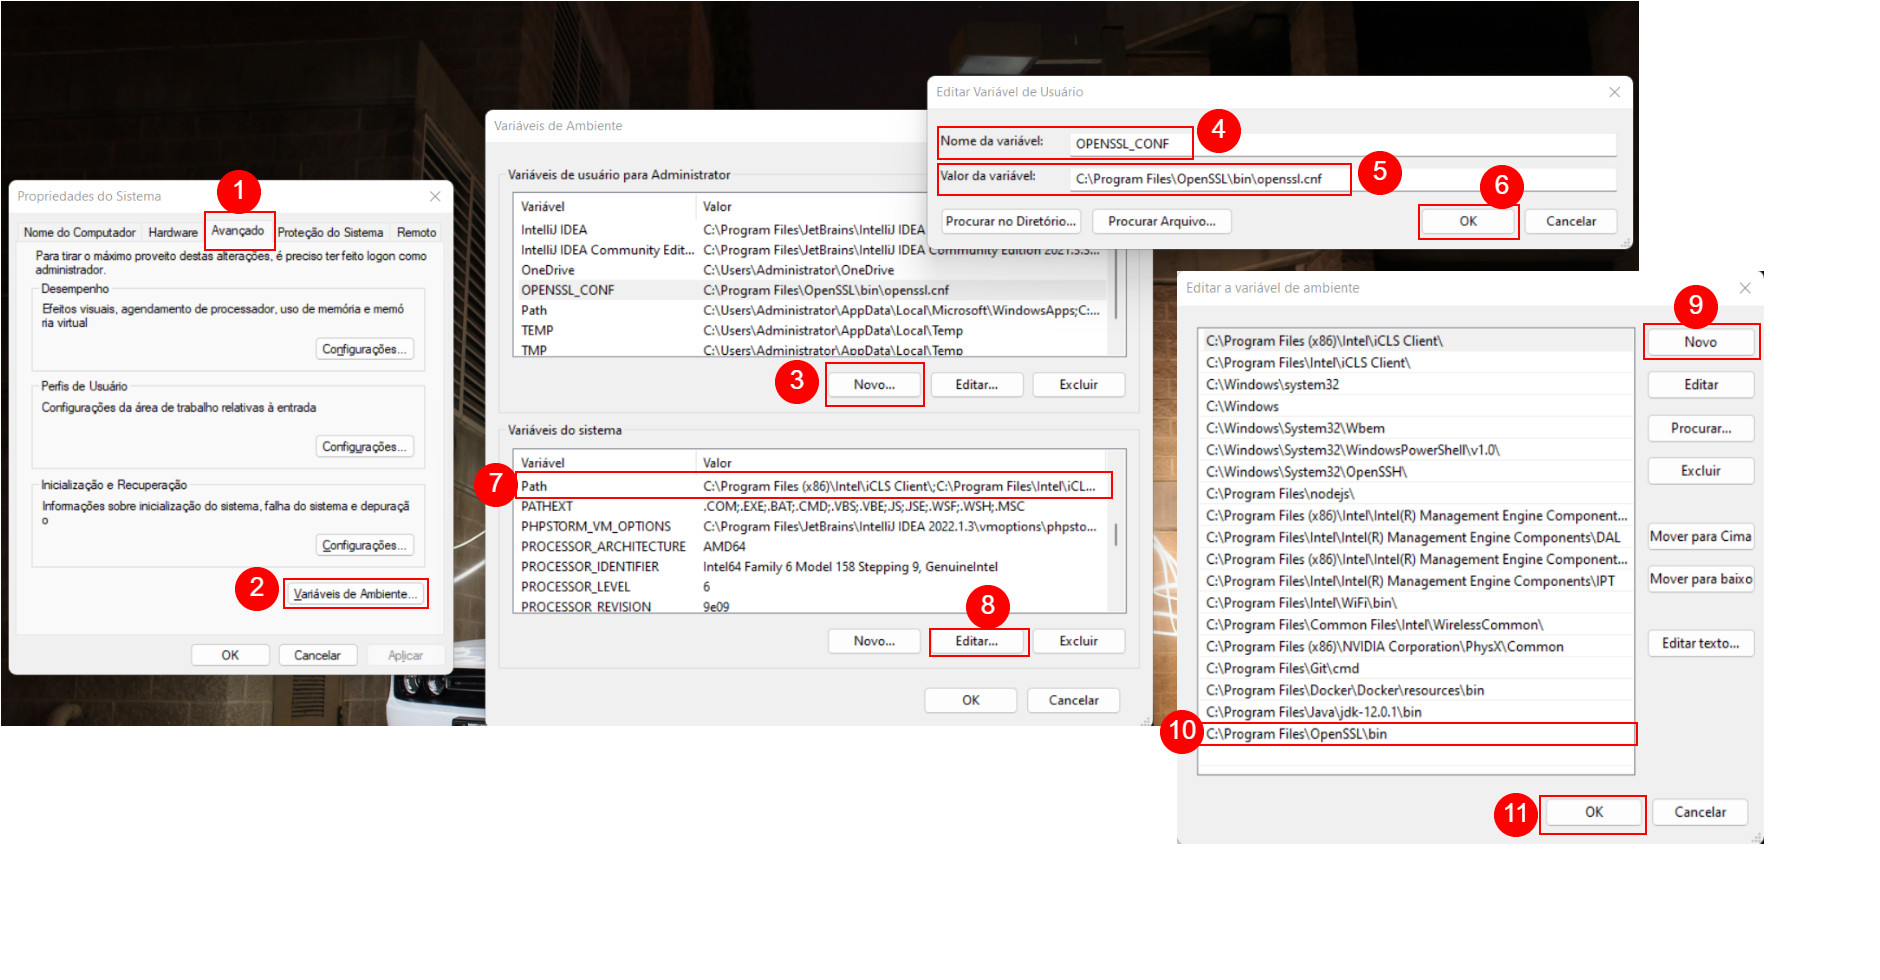 Propriedades do Sistema
1
Nome do Computador
Hardware
Avançado
Proteção do Sistema
Remoto
Para tirar o máximo proveito destas alterações, é preciso ter feito logon como
administrador.
Desempenho
Efeitos visuais, agendamento de processador, uso de memória e memó
ria virtual
Configurações...
Perfis de Usuário
Configurações da área de trabalho relativas à entrada
Configurações...
Inicialização e Recuperação
Informações sobre inicialização do sistema, falha do sistema e depuraçã
o
Configurações...
2
Variáveis de Ambiente...
OK
Cancelar
Aplicar
Variáveis de Ambiente
Variáveis de usuário para Administrator
Variável Valor
IntelliJ IDEA C:\Program Files\JetBrains\IntelliJ IDEA
IntelliJ IDEA Community Edit... C:\Program Files\JetBrains\IntelliJ IDEA Community Edition 2021.3.3...
OneDrive C:\Users\Administrator\OneDrive
OPENSSL_CONF C:\Program Files\OpenSSL\bin\openssl.cnf
Path C:\Users\Administrator\AppData\Local\Microsoft\WindowsApps;C:...
TEMP C:\Users\Administrator\AppData\Local\Temp
TMP C:\Users\Administrator\AppData\Local\Temp
3
Novo...
Editar...
Excluir
Variáveis do sistema
Variável Valor
7
Path C:\Program Files (x86)\Intel\iCLS Client\;C:\Program Files\Intel\iCL...
PATHEXT .COM;.EXE;.BAT;.CMD;.VBS;.VBE;.JS;.JSE;.WSF;.WSH;.MSC
PHPSTORM_VM_OPTIONS C:\Program Files\JetBrains\IntelliJ IDEA 2022.1.3\vmoptions\phpsto...
PROCESSOR_ARCHITECTURE AMD64
PROCESSOR_IDENTIFIER Intel64 Family 6 Model 158 Stepping 9, GenuineIntel
PROCESSOR_LEVEL 6
PROCESSOR_REVISION 9e09
8
Novo...
Editar...
Excluir
OK
Cancelar
Editar Variável de Usuário
Nome da variável: OPENSSL_CONF
4
Valor da variável: C:\Program Files\OpenSSL\bin\openssl.cnf
5
6
Procurar no Diretório...
Procurar Arquivo...
OK
Cancelar
Editar a variável de ambiente
9
C:\Program Files (x86)\Intel\iCLS Client\
C:\Program Files\Intel\iCLS Client\
C:\Windows\system32
C:\Windows
C:\Windows\System32\Wbem
C:\Windows\System32\WindowsPowerShell\v1.0\
C:\Windows\System32\OpenSSH\
C:\Program Files\nodejs\
C:\Program Files (x86)\Intel\Intel(R) Management Engine Component...
C:\Program Files\Intel\Intel(R) Management Engine Components\DAL
C:\Program Files (x86)\Intel\Intel(R) Management Engine Component...
C:\Program Files\Intel\Intel(R) Management Engine Components\IPT
C:\Program Files\Intel\WiFi\bin\
C:\Program Files\Common Files\Intel\WirelessCommon\
C:\Program Files (x86)\NVIDIA Corporation\PhysX\Common
C:\Program Files\Git\cmd
C:\Program Files\Docker\Docker\resources\bin
C:\Program Files\Java\jdk-12.0.1\bin
10
C:\Program Files\OpenSSL\bin
Novo
Editar
Procurar...
Excluir
Mover para Cima
Mover para baixo
Editar texto...
11
OK
Cancelar